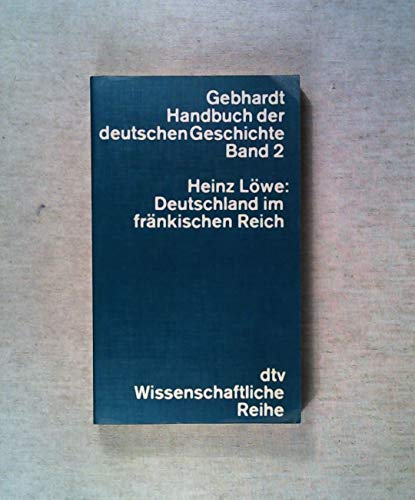 Gebhardt
Handbuch der
deutschen Geschichte
Band 2
Heinz Löwe:
Deutschland im
fränkischen Reich
dtv
Wissenschaftliche
Reihe